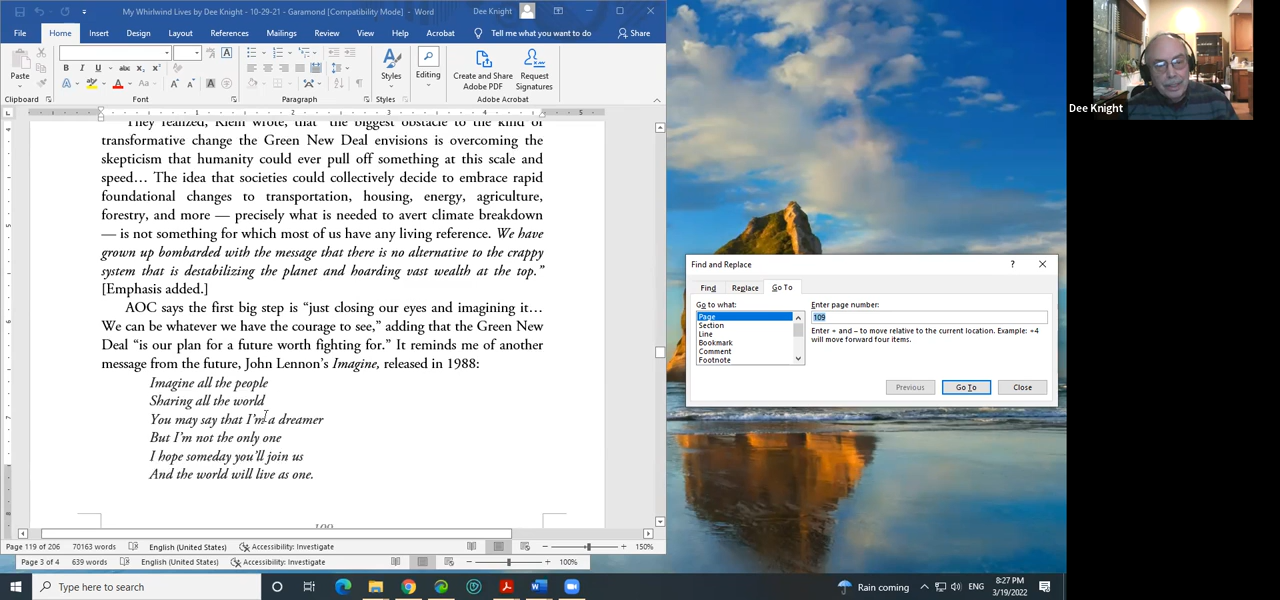 My Whirlwind Lives by Dee Knight - 10-29-21 - Garamond [Compatibility Mode] - Word
Dee Knight
File Home Insert Design Layout References Mailings Review View Help Acrobat Tell me what you want to do Share
Paste
Styles
Editing
Create and Share Adobe PDF
Request Signatures
Clipboard Font Paragraph Styles Adobe Acrobat
They realized, Klein wrote, that "the biggest obstacle to the kind of
transformative change the Green New Deal envisions is overcoming the
skepticism that humanity could ever pull off something at this scale and
speed… The idea that societies could collectively decide to embrace rapid
foundational changes to transportation, housing, energy, agriculture,
forestry, and more — precisely what is needed to avert climate breakdown
— is not something for which most of us have any living reference. We have
grown up bombarded with the message that there is no alternative to the crappy
system that is destabilizing the planet and hoarding vast wealth at the top."
[Emphasis added.]
AOC says the first big step is "just closing our eyes and imagining it…
We can be whatever we have the courage to see," adding that the Green New
Deal "is our plan for a future worth fighting for." It reminds me of another
message from the future, John Lennon's Imagine, released in 1988:
Imagine all the people
Sharing all the world
You may say that I'm a dreamer
But I'm not the only one
I hope someday you'll join us
And the world will live as one.
109
Page 119 of 206 70163 words English (United States) Accessibility: Investigate 150%
Page 3 of 4 639 words English (United States) Accessibility: Investigate 100%
Find and Replace
Find Replace Go To
Go to what:
Page
Section
Line
Bookmark
Comment
Footnote
Enter page number:
109
Enter + and – to move relative to the current location. Example: +4
will move forward four items.
Previous Go To Close
Dee Knight
Type here to search
Rain coming
ENG
8:27 PM
3/19/2022